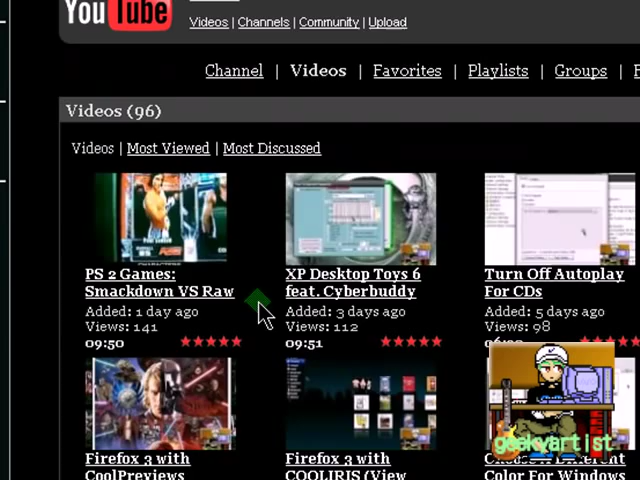 YouTube
Videos | Channels | Community | Upload
Channel | Videos | Favorites | Playlists | Groups |
Videos (96)
Videos | Most Viewed | Most Discussed
PS 2 Games: Smackdown VS Raw
Added: 1 day ago
Views: 141
09:50
XP Desktop Toys 6 feat. Cyberbuddy
Added: 3 days ago
Views: 112
09:51
Turn Off Autoplay For CDs
Added: 5 days ago
Views: 98
geekyartist
Firefox 3 with CoolPreviews
Firefox 3 with COOLIRIS (View
Choose A Different Color For Windows